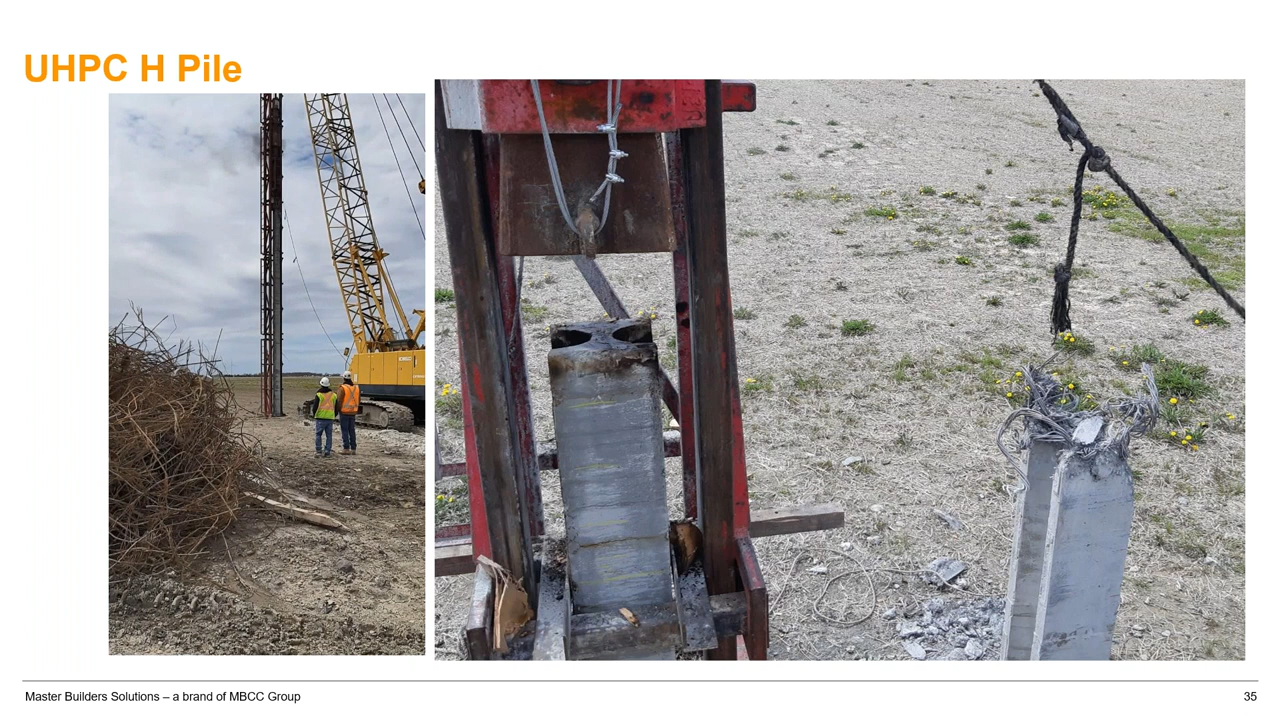 UHPC H Pile
Master Builders Solutions – a brand of MBCC Group
35